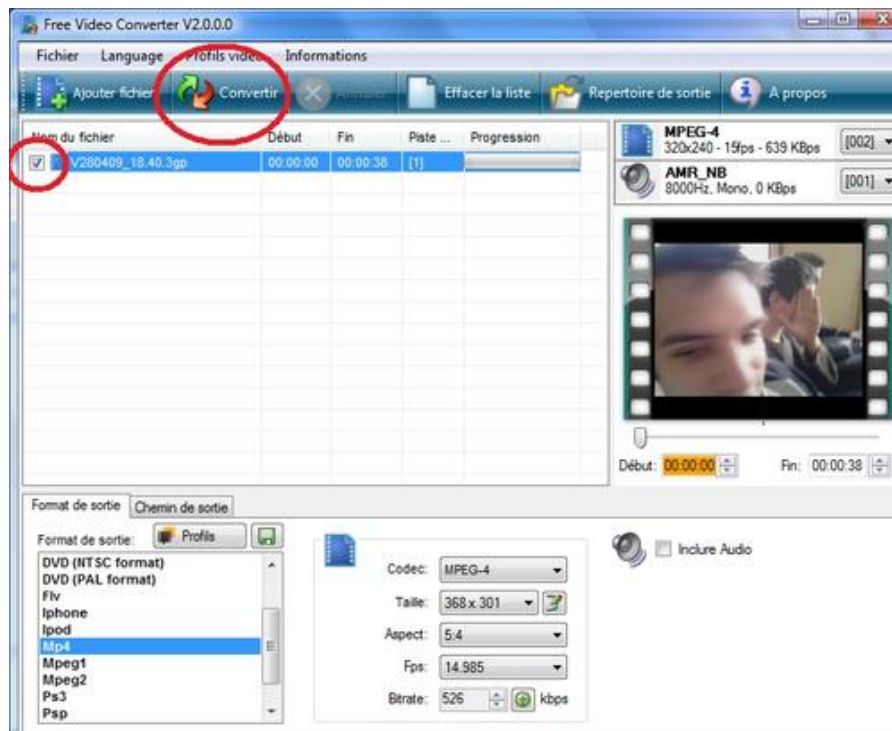 Free Video Converter V2.0.0.0
Fichier Language Profils video Informations
Ajouter fichier Convertir Annuler Effacer la liste Repertoire de sortie A propos
Nom du fichier Début Fin Piste ... Progression
V280409_18.40.3gp 00:00:00 00:00:38 [1]
MPEG-4
320x240 - 15fps - 639 KBps
[002]
AMR_NB
8000Hz, Mono, 0 KBps
[001]
Début: 00:00:00 Fin: 00:00:38
Format de sortie Chemin de sortie
Format de sortie: Profils
DVD (NTSC format)
DVD (PAL format)
Flv
Iphone
Ipod
Mp4
Mpeg1
Mpeg2
Ps3
Psp
Codec: MPEG-4
Taille: 368 x 301
Aspect: 5:4
Fps: 14.985
Bitrate: 526 kbps
Inclure Audio